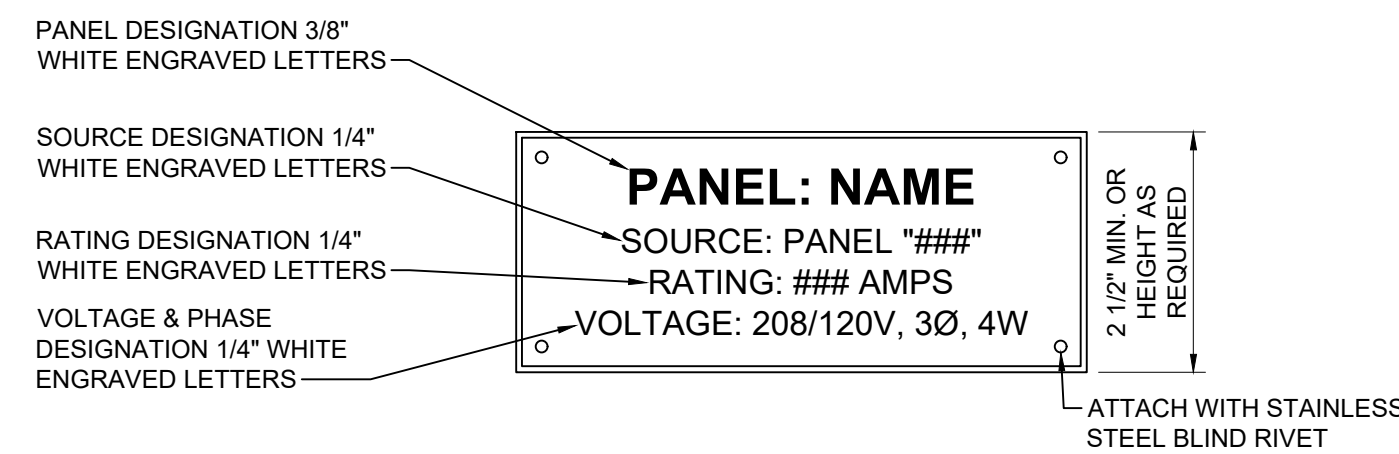 PANEL DESIGNATION 3/8"
WHITE ENGRAVED LETTERS
SOURCE DESIGNATION 1/4"
WHITE ENGRAVED LETTERS
RATING DESIGNATION 1/4"
WHITE ENGRAVED LETTERS
VOLTAGE & PHASE
DESIGNATION 1/4" WHITE
ENGRAVED LETTERS
PANEL: NAME
SOURCE: PANEL "###"
RATING: ### AMPS
VOLTAGE: 208/120V, 3Ø, 4W
2 1/2" MIN. OR
HEIGHT AS
REQUIRED
ATTACH WITH STAINLESS
STEEL BLIND RIVET